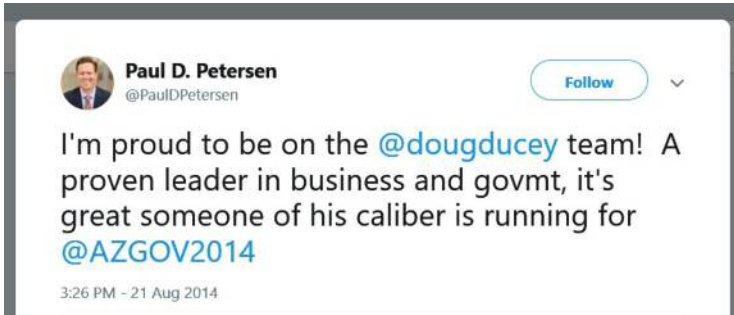 Paul D. Petersen
@PaulDPetersen
Follow
I'm proud to be on the @dougducey team!  A
proven leader in business and govmt, it's
great someone of his caliber is running for
@AZGOV2014
3:26 PM - 21 Aug 2014